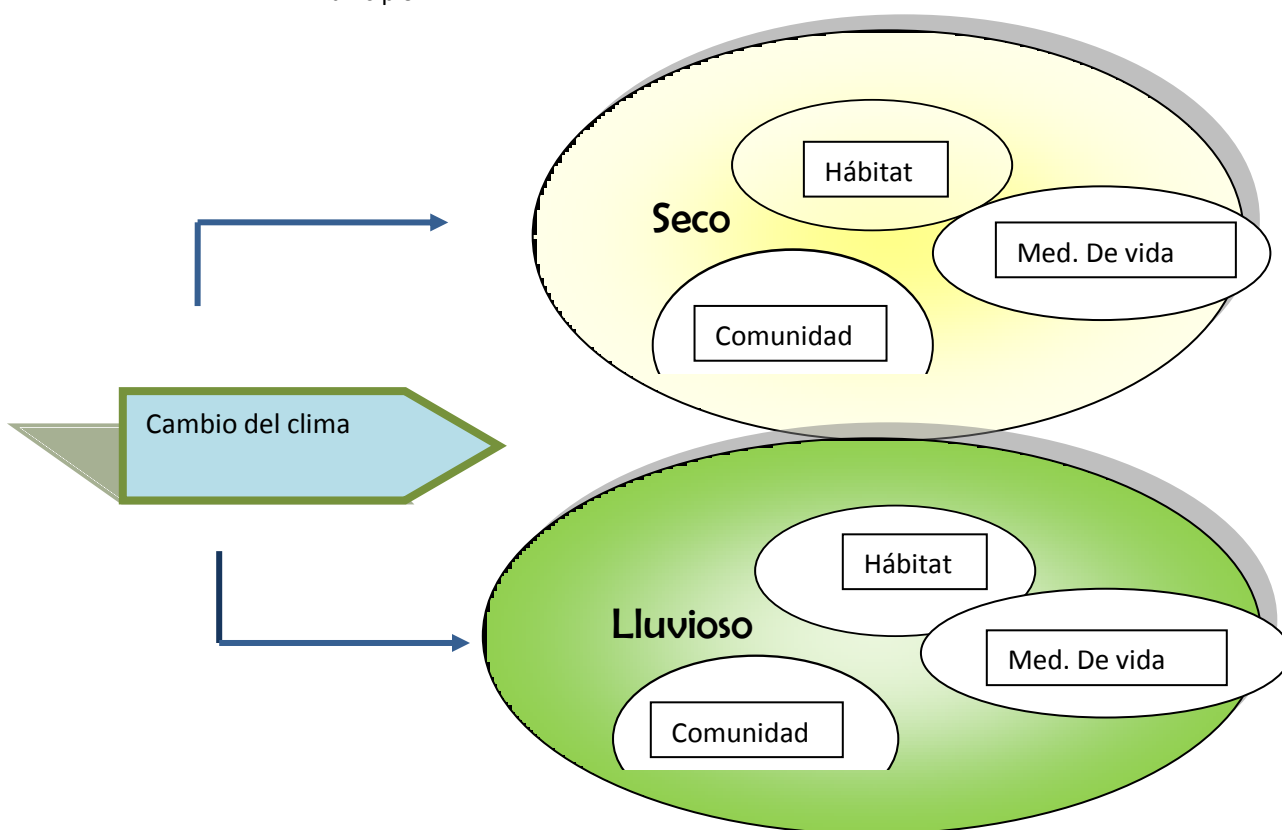 Hábitat
Seco
Med. De vida
Comunidad
Cambio del clima
Hábitat
Lluvioso
Med. De vida
Comunidad